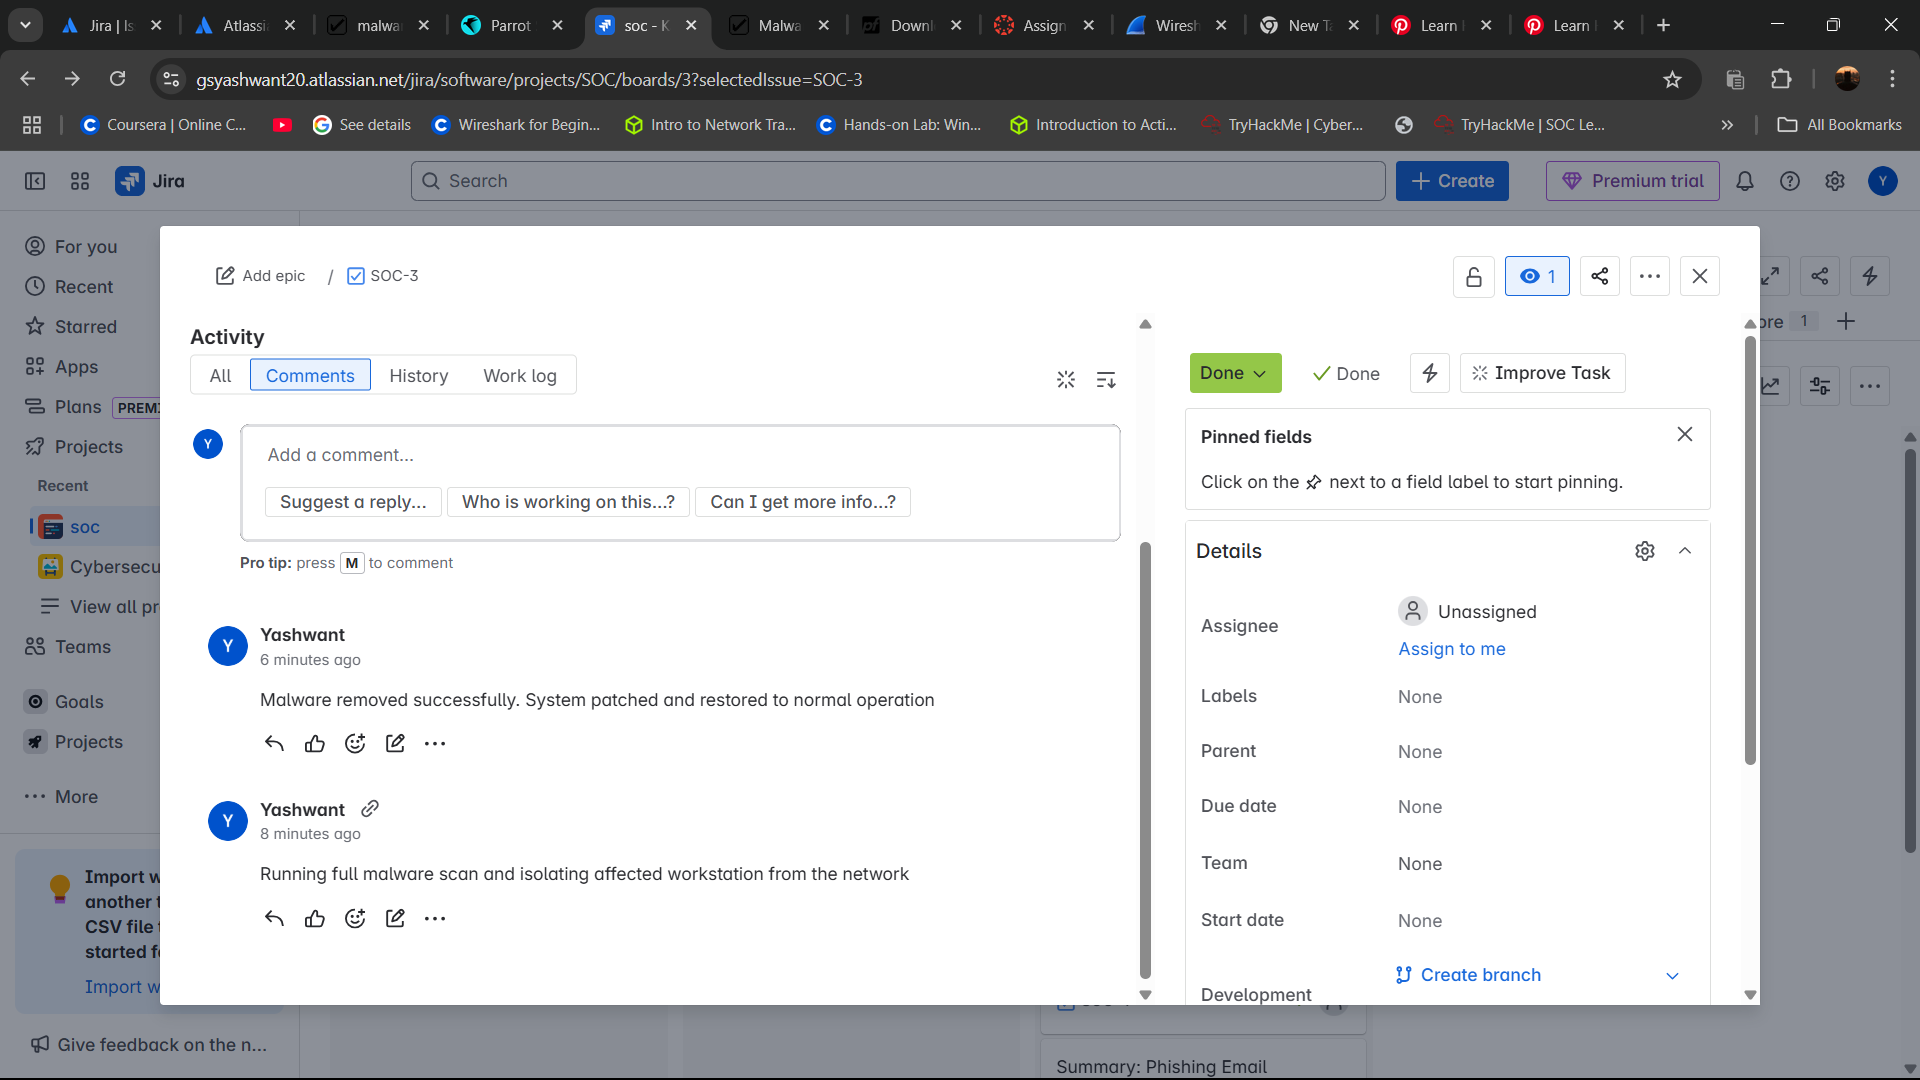 Jira | Is
Atlassia
malwa
Parrot
soc - K
Malwa
Downl
Assign
Wiresh
New Ta
Learn
Learn
gsyashwant20.atlassian.net/jira/software/projects/SOC/boards/3?selectedIssue=SOC-3
Coursera | Online C...
See details
Wireshark for Begin...
Intro to Network Tra...
Hands-on Lab: Win...
Introduction to Acti...
TryHackMe | Cyber...
TryHackMe | SOC Le...
All Bookmarks
Jira
Search
Create
Premium trial
Y
For you
Recent
Starred
Apps
Plans PREMI
Projects
Recent
soc
Cybersecu
View all pr
Teams
Goals
Projects
More
Import w
another t
CSV file
started fo
Import w
Give feedback on the n...
Add epic / SOC-3
1
Activity
All Comments History Work log
Y
Add a comment...
Suggest a reply... Who is working on this...? Can I get more info...?
Pro tip: press M to comment
Y
Yashwant
6 minutes ago
Malware removed successfully. System patched and restored to normal operation
Y
Yashwant
8 minutes ago
Running full malware scan and isolating affected workstation from the network
Done
Done
Improve Task
Pinned fields
Click on the next to a field label to start pinning.
Details
Assignee
Unassigned
Assign to me
Labels None
Parent None
Due date None
Team None
Start date None
Create branch
Development
ore 1
Summary: Phishing Email